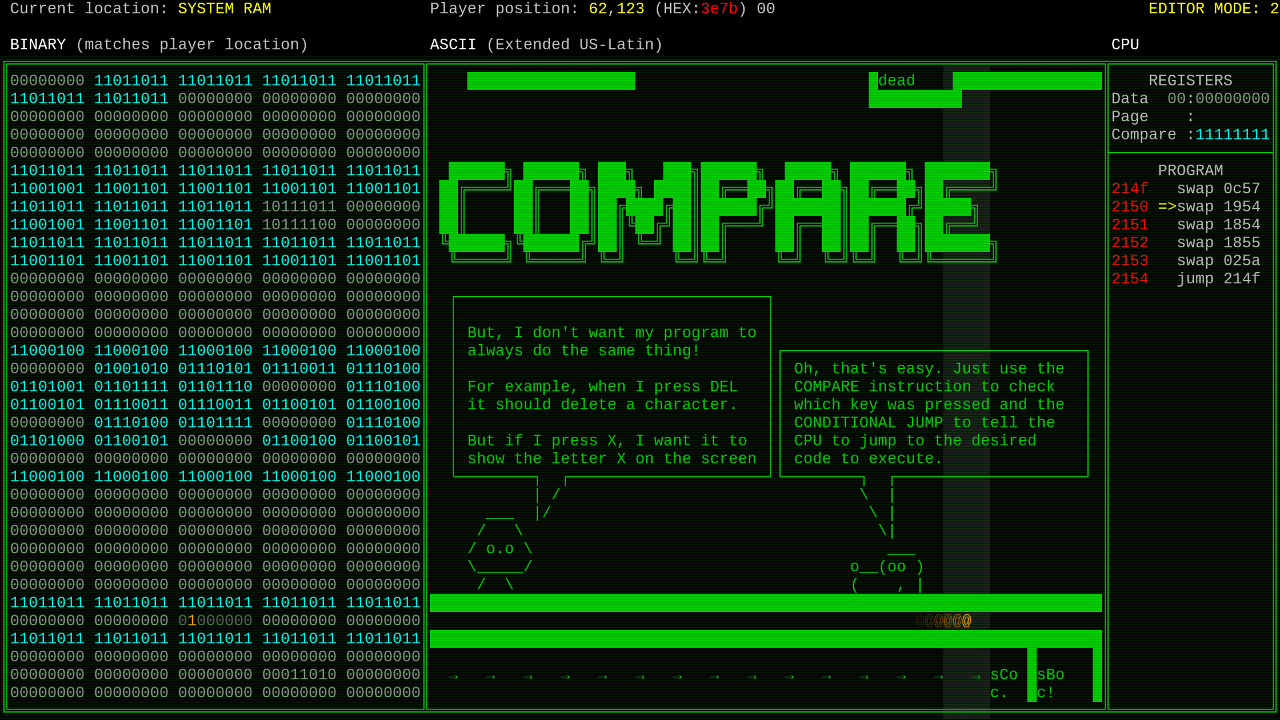 Current location: SYSTEM RAM
Player position: 62,123 (HEX:3e7b) 00
EDITOR MODE: 2
BINARY (matches player location)
00000000 11011011 11011011 11011011 11011011
11011011 11011011 00000000 00000000 00000000
00000000 00000000 00000000 00000000 00000000
00000000 00000000 00000000 00000000 00000000
00000000 00000000 00000000 00000000 00000000
11011011 11011011 11011011 11011011 11011011
11001001 11001101 11001001 11001101 11001101
11011011 11011011 11011011 10111011 00000000
11001001 11001101 11001101 10111100 00000000
11011011 11011011 11011011 11011011 11011011
11001101 11001101 11001101 11001101 11001101
00000000 00000000 00000000 00000000 00000000
00000000 00000000 00000000 00000000 00000000
00000000 00000000 00000000 00000000 00000000
00000000 00000000 00000000 00000000 00000000
11000100 11000100 11000100 11000100 11000100
00000000 01001010 01110101 01110011 01110100
01101001 01101111 01101110 00000000 01110100
01100101 01110011 01110011 01100101 01100100
00000000 01110100 01101111 00000000 01110100
01101000 01100101 00000000 01100100 01100101
00000000 00000000 00000000 00000000 00000000
11000100 11000100 11000100 11000100 11000100
00000000 00000000 00000000 00000000 00000000
00000000 00000000 00000000 00000000 00000000
00000000 00000000 00000000 00000000 00000000
00000000 00000000 00000000 00000000 00000000
00000000 00000000 00000000 00000000 00000000
00000000 00000000 00000000 00000000 00000000
11011011 11011011 11011011 11011011 11011011
00000000 00000000 01000000 00000000 00000000
11011011 11011011 11011011 11011011 11011011
00000000 00000000 00000000 00000000 00000000
00000000 00000000 00000000 00011010 00000000
00000000 00000000 00000000 00000000 00000000
ASCII (Extended US-Latin)
dead
COMPARE
But, I don't want my program to
always do the same thing!
For example, when I press DEL
it should delete a character.
But if I press X, I want it to
show the letter X on the screen
Oh, that's easy. Just use the
COMPARE instruction to check
which key was pressed and the
CONDITIONAL JUMP to tell the
CPU to jump to the desired
code to execute.
@@@@@@
→ → → → → → → → → → → → → → → sCo sBo
c. c!
CPU
REGISTERS
Data 00:00000000
Page :
Compare :11111111
PROGRAM
214f swap 0c57
2150 =>swap 1954
2151 swap 1854
2152 swap 1855
2153 swap 025a
2154 jump 214f